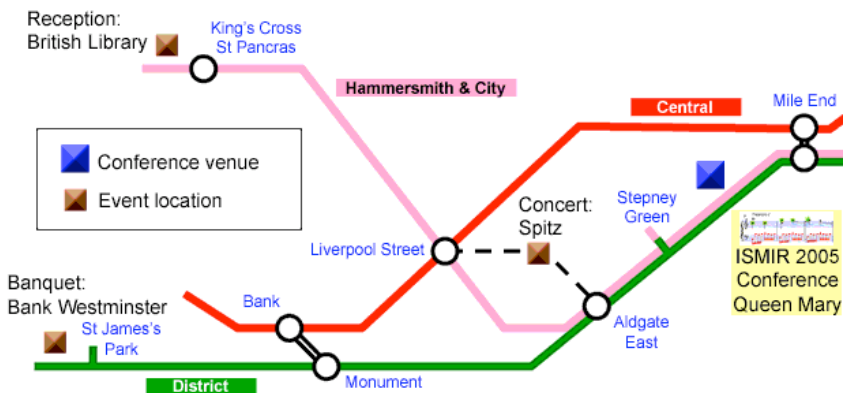 Reception:
British Library
King's Cross
St Pancras
Hammersmith & City
Central
Mile End
Conference venue
Event location
Concert:
Spitz
Stepney
Green
Liverpool Street
ISMIR 2005
Conference
Queen Mary
Banquet:
Bank Westminster
Bank
St James's
Park
Aldgate
East
Monument
District